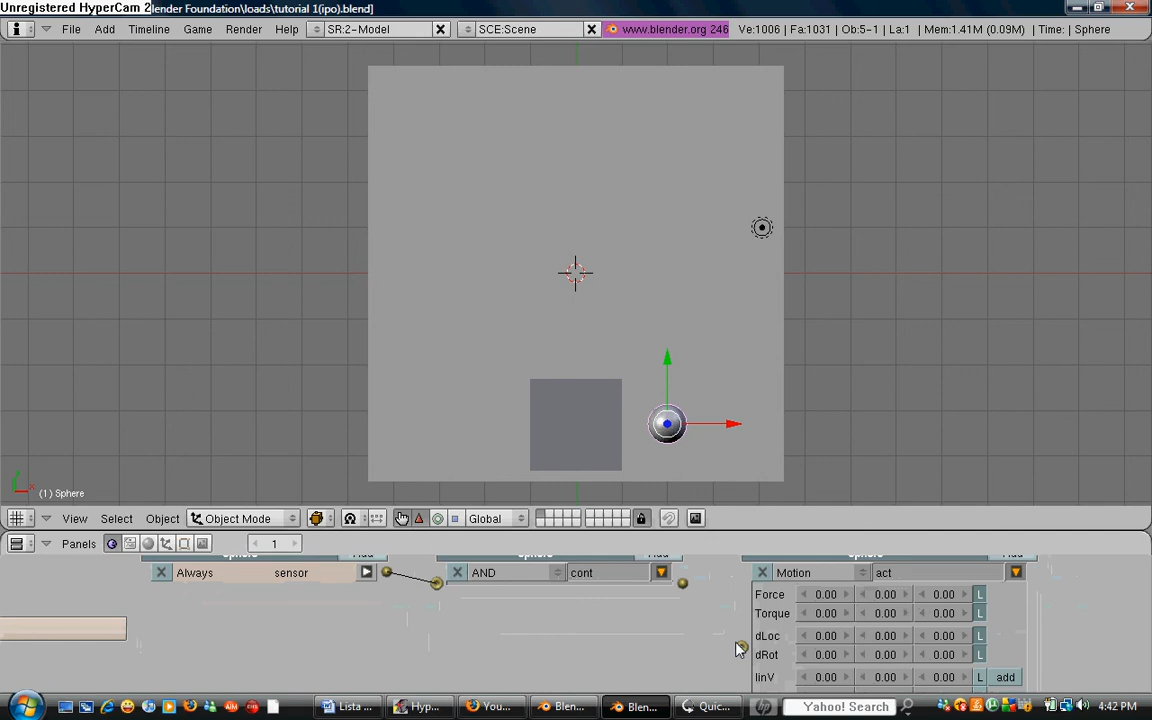 Unregistered HyperCam 2
lender Foundation\loads\tutorial 1(ipo).blend]
File Add Timeline Game Render Help SR:2-Model SCE:Scene www.blender.org 246 Ve:1006 | Fa:1031 | Ob:5-1 | La:1 | Mem:1.41M (0.09M) | Time: | Sphere
(1) Sphere
View Select Object Object Mode Global
Panels 1
Always sensor AND cont Motion act
Force 0.00 0.00 0.00 L
Torque 0.00 0.00 0.00 L
dLoc 0.00 0.00 0.00 L
dRot 0.00 0.00 0.00 L
linV 0.00 0.00 0.00 L add
Lista ... Hyp... You... Blen... Blen... Quic... Yahoo! Search 4:42 PM